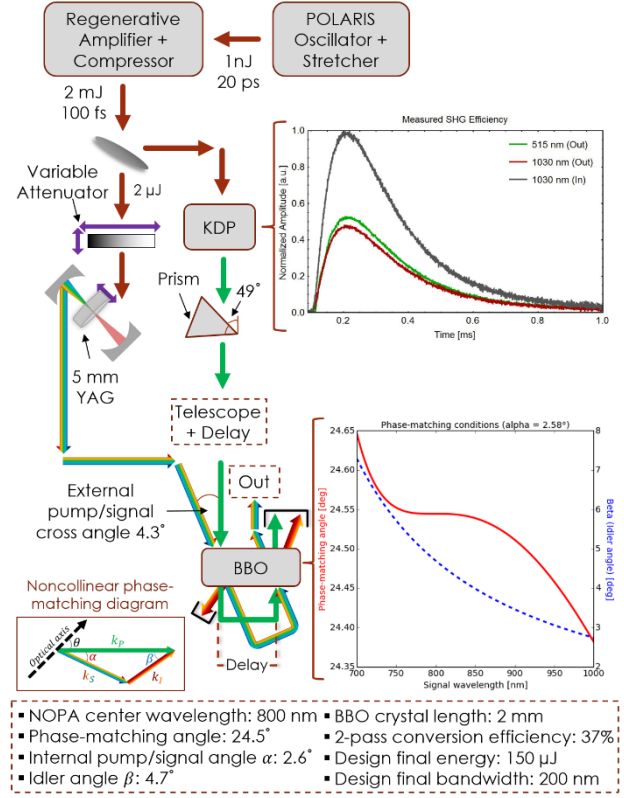 Regenerative
Amplifier +
Compressor
POLARIS
Oscillator +
Stretcher
1nJ
20 ps
2 mJ
100 fs
Variable
Attenuator
2 µJ
KDP
Prism
49˚
5 mm
YAG
Telescope
+ Delay
Measured SHG Efficiency
515 nm (Out)
1030 nm (Out)
1030 nm (In)
Normalized Amplitude [a.u.]
1.0
0.8
0.6
0.4
0.2
0.0
0.2
0.4
0.6
0.8
1.0
Time [ms]
External
pump/signal
cross angle 4.3˚
Out
BBO
Delay
Phase-matching conditions (alpha = 2.58°)
Phase-matching angle [deg]
24.65
24.60
24.55
24.50
24.45
24.40
24.35
8
7
6
5
4
3
2
Beta (Idler angle) [deg]
700
750
800
850
900
950
1000
Signal wavelength [nm]
Noncollinear phase-
matching diagram
Optical axis
θ
k_P
α
β
k_S
k_I
▪ NOPA center wavelength: 800 nm
▪ Phase-matching angle: 24.5˚
▪ Internal pump/signal angle α: 2.6˚
▪ Idler angle β: 4.7˚
▪ BBO crystal length: 2 mm
▪ 2-pass conversion efficiency: 37%
▪ Design final energy: 150 µJ
▪ Design final bandwidth: 200 nm